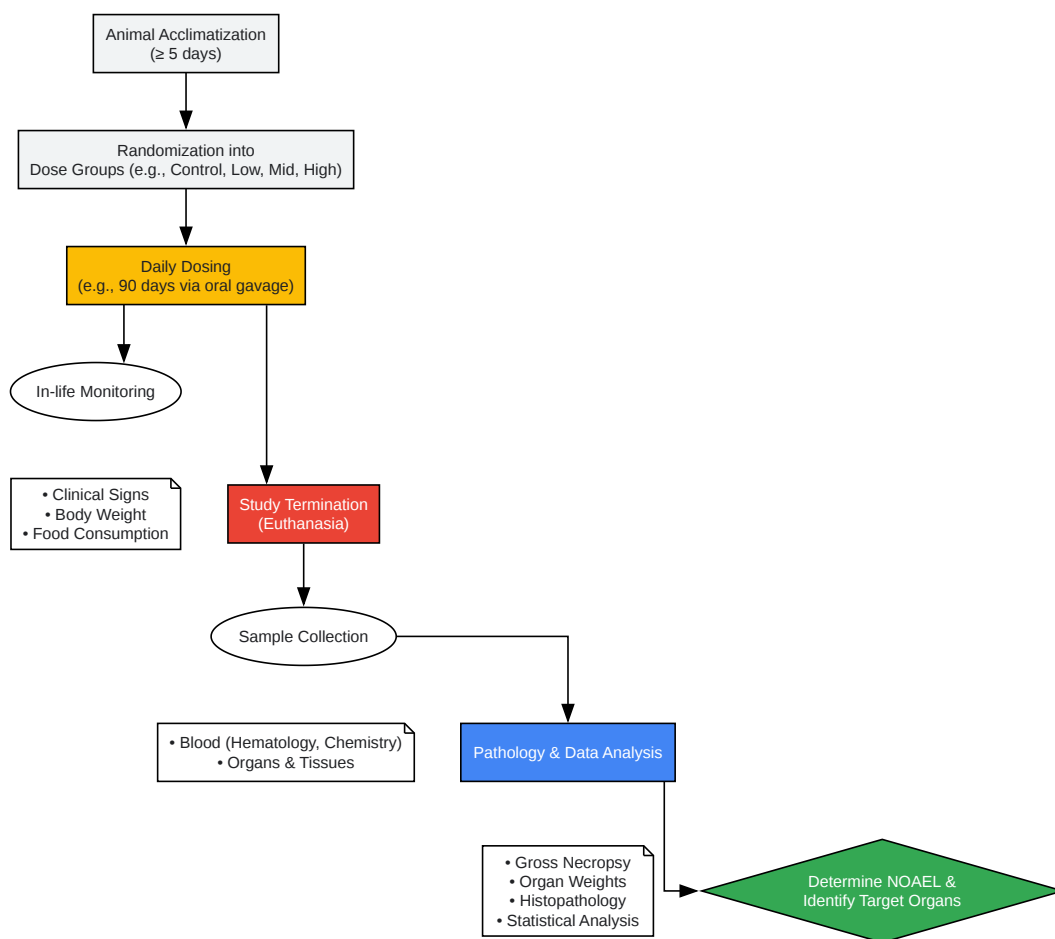 Animal Acclimatization
(≥ 5 days)
Randomization into
Dose Groups (e.g., Control, Low, Mid, High)
Daily Dosing
(e.g., 90 days via oral gavage)
In-life Monitoring
• Clinical Signs
• Body Weight
• Food Consumption
Study Termination
(Euthanasia)
Sample Collection
• Blood (Hematology, Chemistry)
• Organs & Tissues
Pathology & Data Analysis
• Gross Necropsy
• Organ Weights
• Histopathology
• Statistical Analysis
Determine NOAEL &
Identify Target Organs